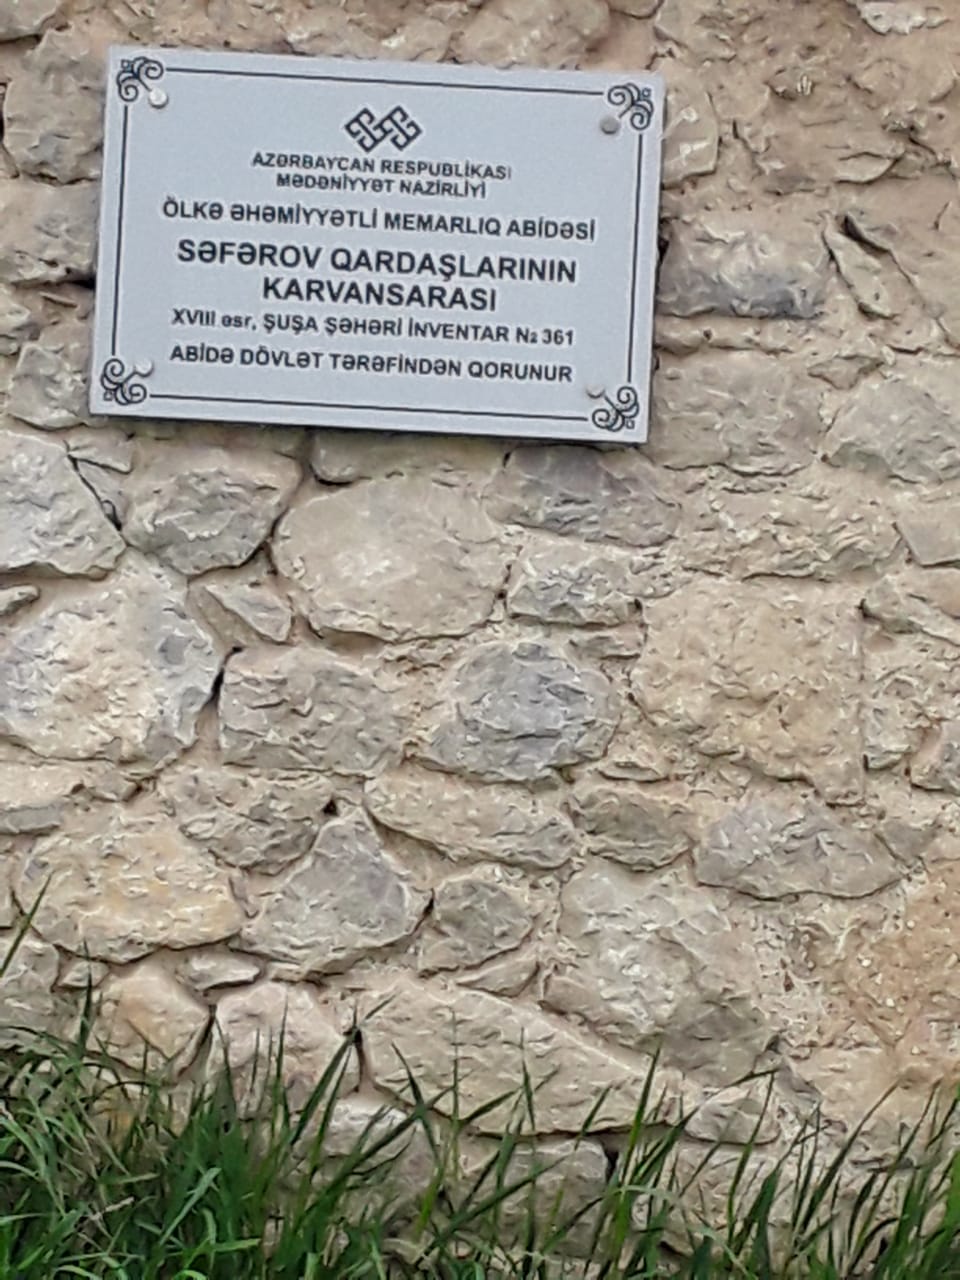 AZƏRBAYCAN RESPUBLİKASI
MƏDƏNİYYƏT NAZİRLİYİ
ÖLKƏ ƏHƏMİYYƏTLİ MEMARLIQ ABİDƏSİ
SƏFƏROV QARDAŞLARININ
KARVANSARASI
XVIII əsr, ŞUŞA ŞƏHƏRİ İNVENTAR № 361
ABİDƏ DÖVLƏT TƏRƏFİNDƏN QORUNUR